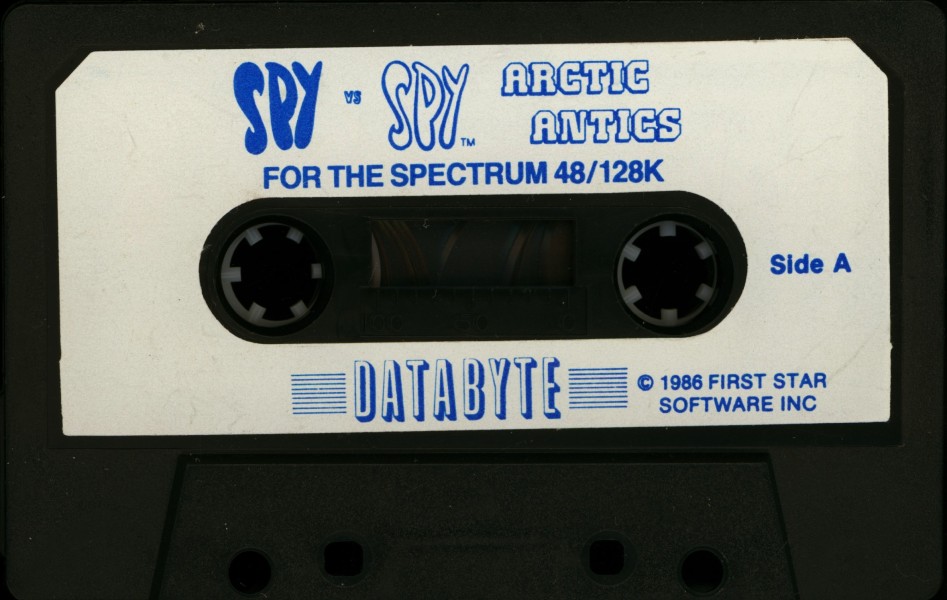 SPY vs SPY™ ARCTIC
ANTICS
FOR THE SPECTRUM 48/128K
Side A
DATABYTE
© 1986 FIRST STAR
SOFTWARE INC